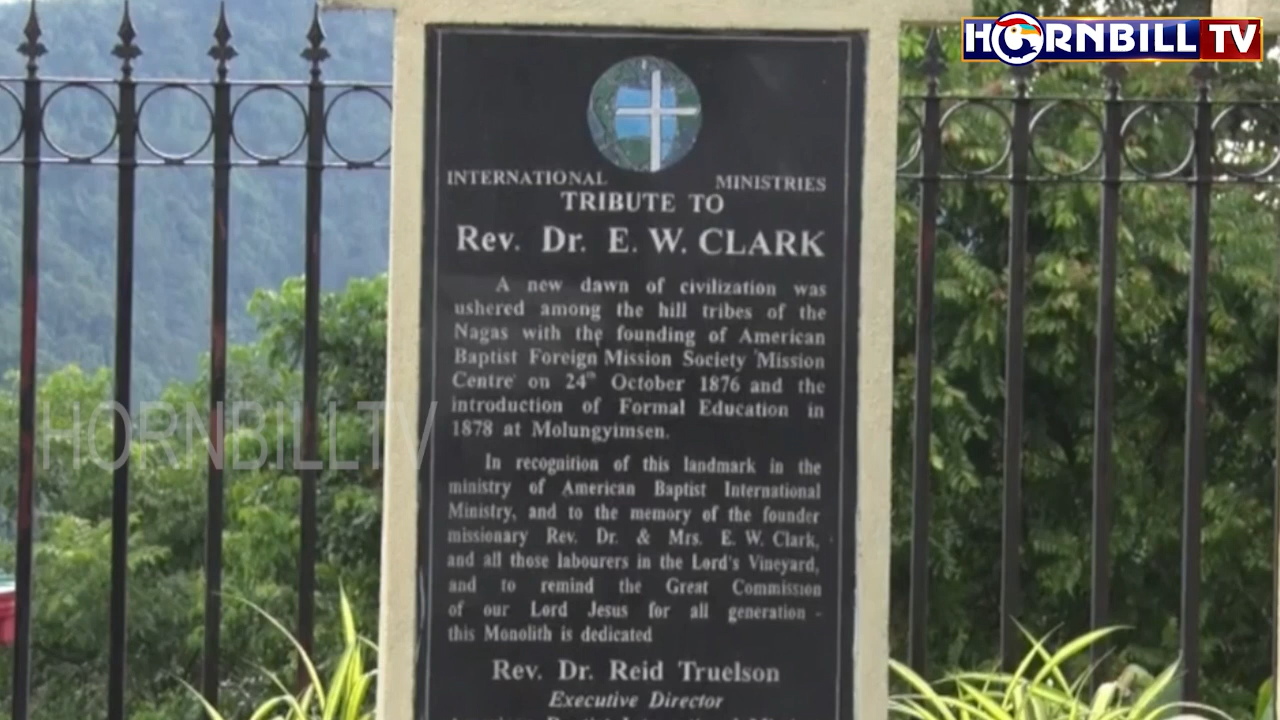 HORNBILL TV
INTERNATIONAL MINISTRIES
TRIBUTE TO
Rev. Dr. E. W. CLARK
A new dawn of civilization was
ushered among the hill tribes of the
Nagas with the founding of American
Baptist Foreign Mission Society 'Mission
Centre' on 24th October 1876 and the
introduction of Formal Education in
1878 at Molungyimsen.
In recognition of this landmark in the
ministry of American Baptist International
Ministry, and to the memory of the founder
missionary Rev. Dr. & Mrs. E. W. Clark,
and all those labourers in the Lord's Vineyard,
and to remind the Great Commission
of our Lord Jesus for all generation -
this Monolith is dedicated
Rev. Dr. Reid Truelson
Executive Director
HORNBILL TV